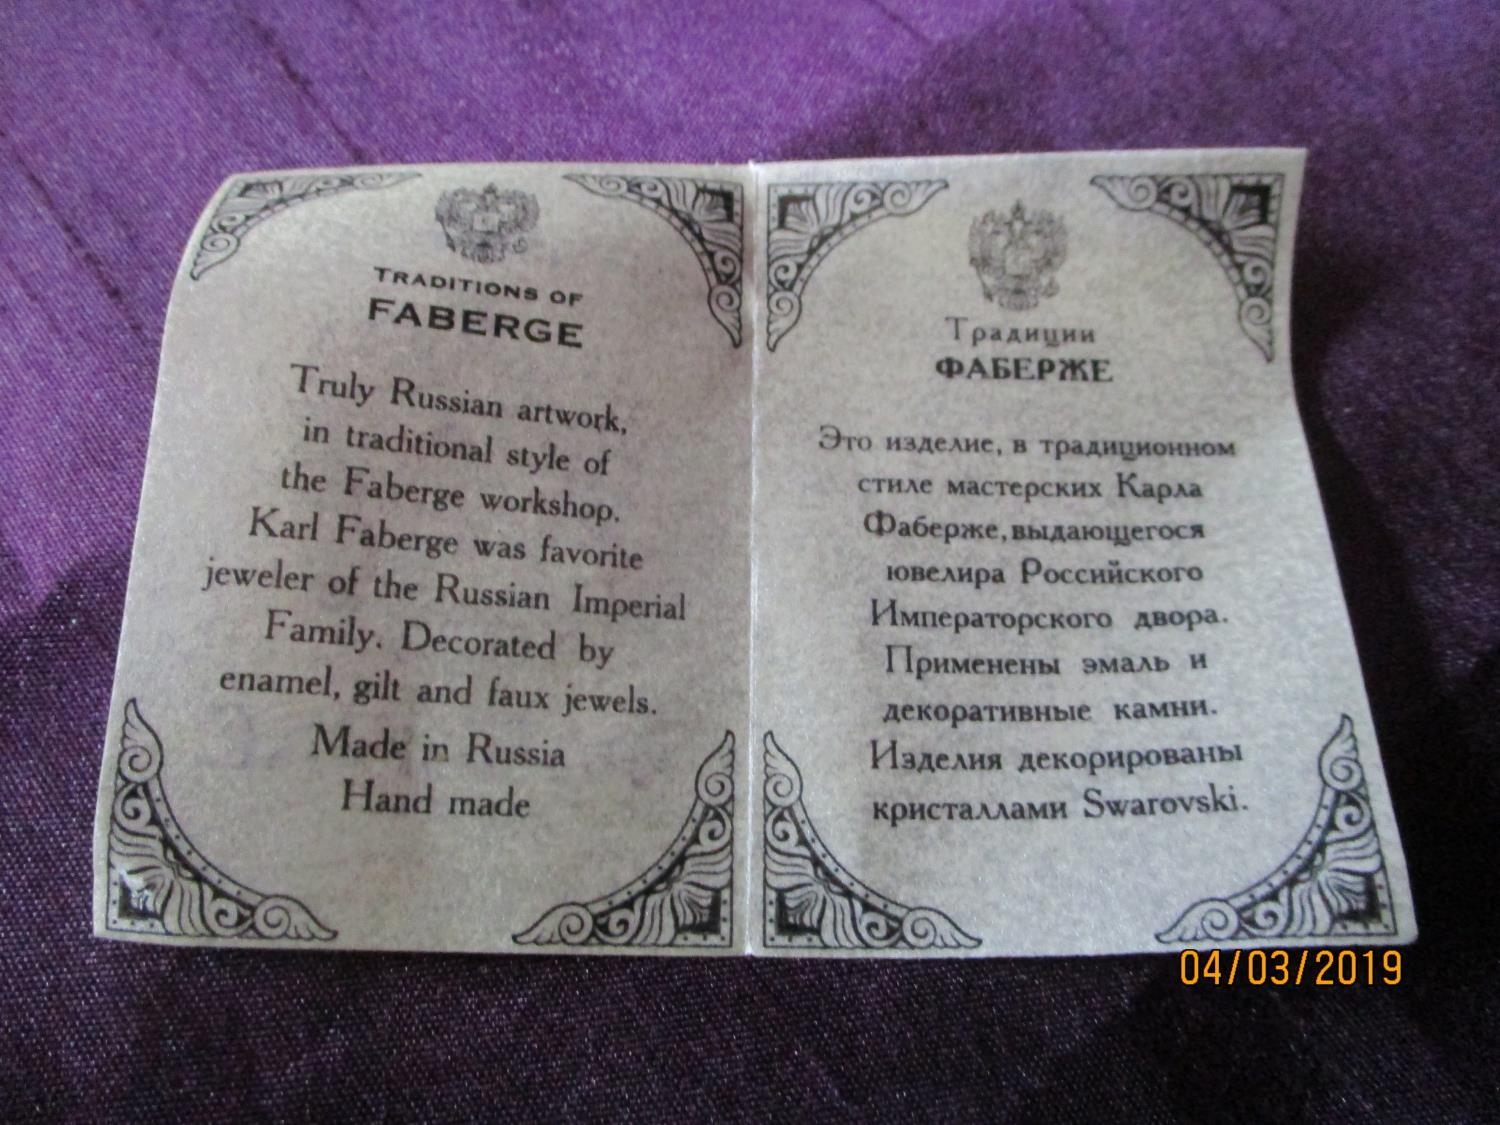 TRADITIONS OF
FABERGE
Truly Russian artwork,
in traditional style of
the Faberge workshop.
Karl Faberge was favorite
jeweler of the Russian Imperial
Family. Decorated by
enamel, gilt and faux jewels.
Made in Russia
Hand made
Традиции
ФАБЕРЖЕ
Это изделие, в традиционном
стиле мастерских Карла
Фаберже, выдающегося
ювелира Российского
Императорского двора.
Применены эмаль и
декоративные камни.
Изделия декорированы
кристаллами Swarovski.
04/03/2019